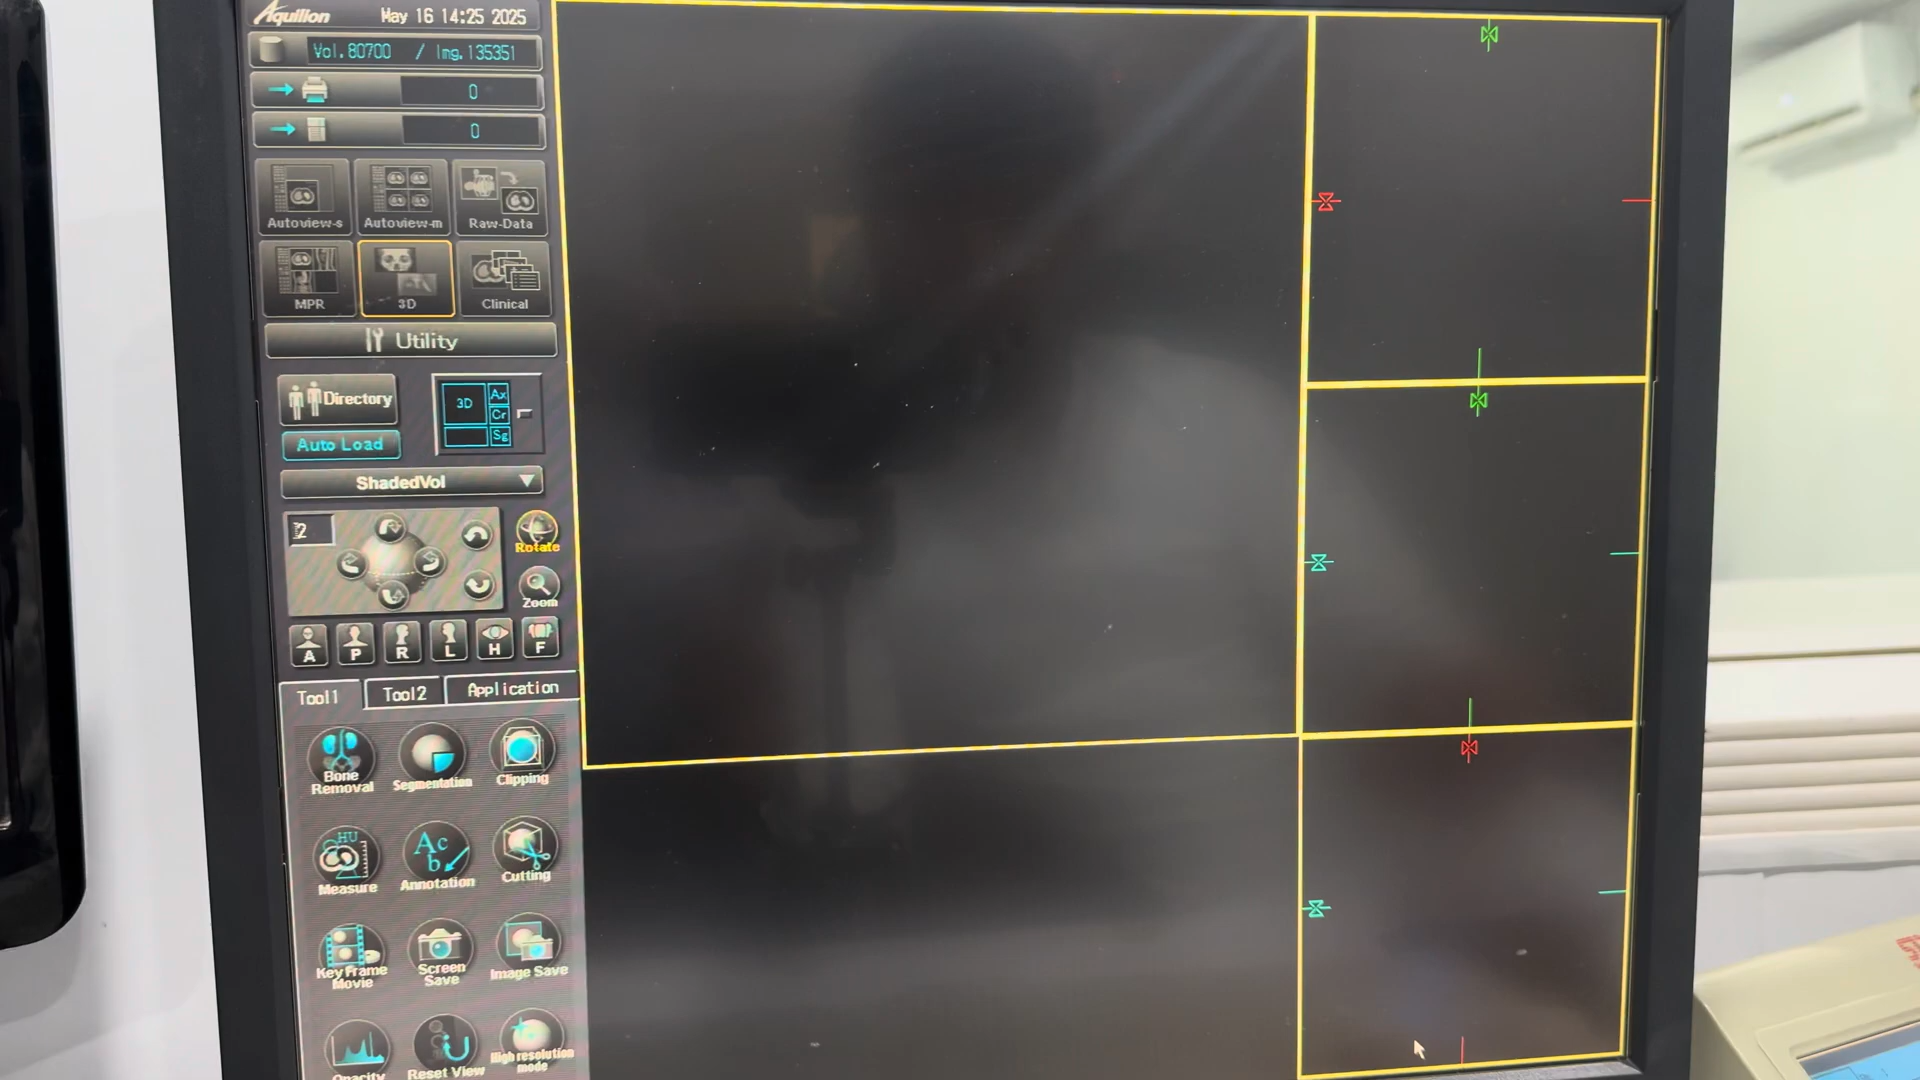 Aquilion May 16 14:25 2025
Vol.80700 / Img.135351
0
0
Autoview-s Autoview-m Raw-Data
MPR 3D Clinical
Utility
Directory
Auto Load
3D Ax
Cr
Sg
ShadedVol
2
Rotate
Zoom
A P R L H F
Tool1 Tool2 Application
Bone Removal Segmentation Clipping
HU
Measure
Ac
b
Annotation
Cutting
Key Frame Movie
Screen Save
Image Save
Opacity
Reset View
High resolution mode